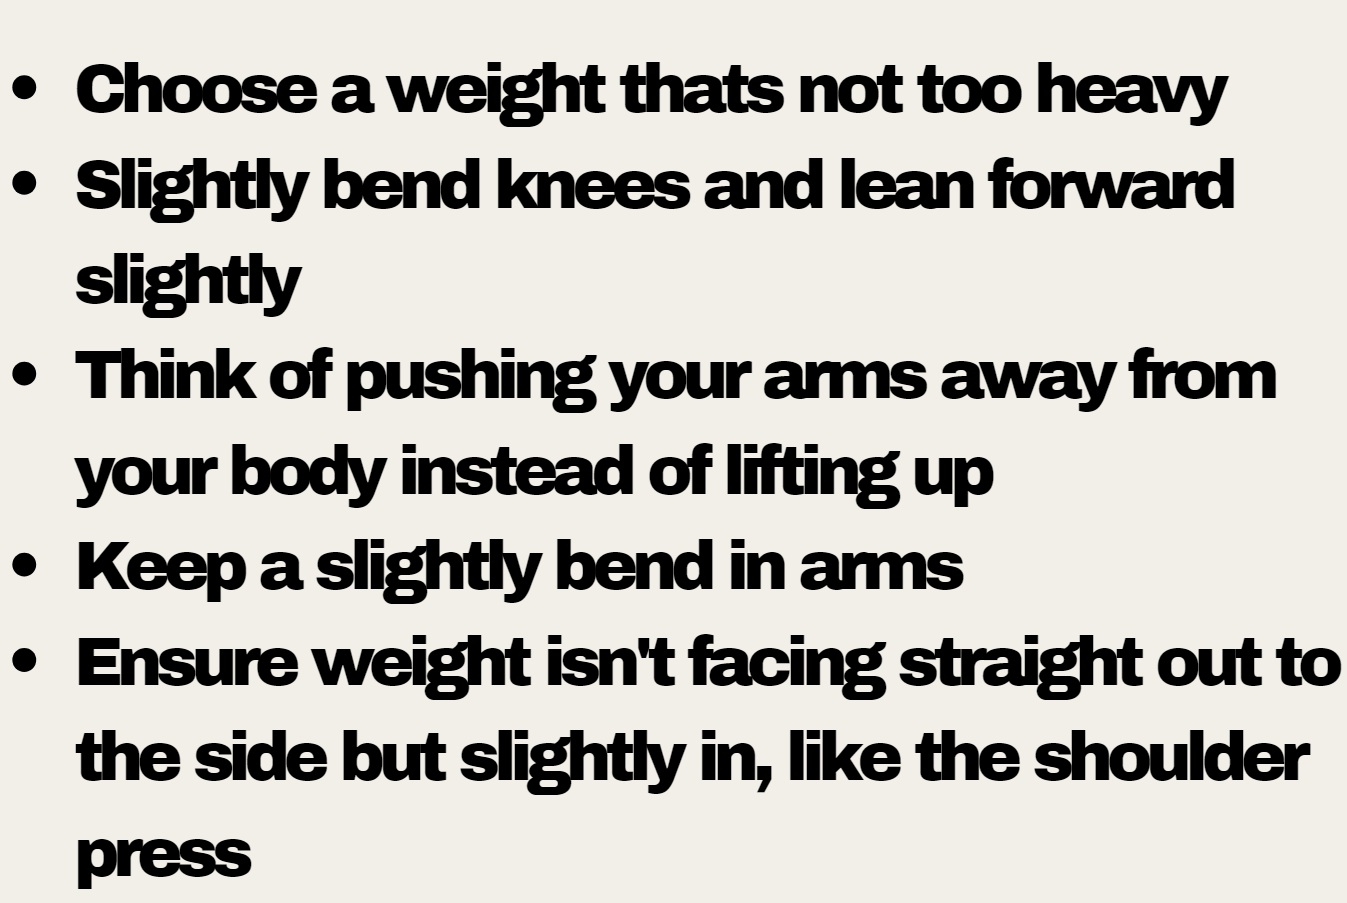 • Choose a weight thats not too heavy
• Slightly bend knees and lean forward
slightly
• Think of pushing your arms away from
your body instead of lifting up
• Keep a slightly bend in arms
• Ensure weight isn't facing straight out to
the side but slightly in, like the shoulder
press